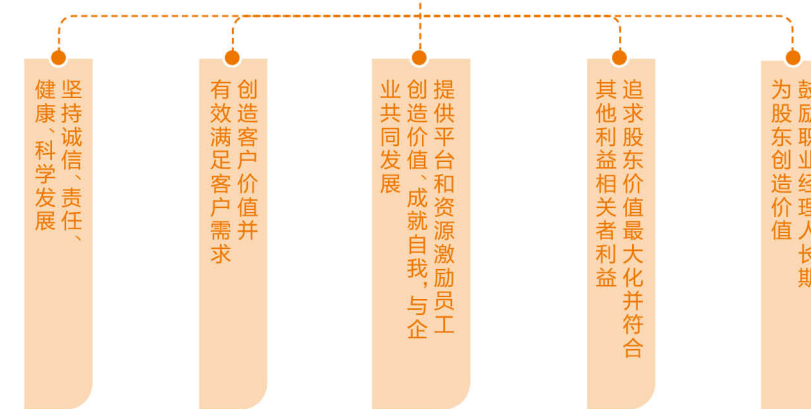 坚持诚信、责任、
健康、科学发展
创造客户价值并
有效满足客户需求
提供平台和资源激励员工
创造价值、成就自我，与企
业共同发展
追求股东价值最大化并符合
其他利益相关者利益
鼓励职业经理人长期
为股东创造价值